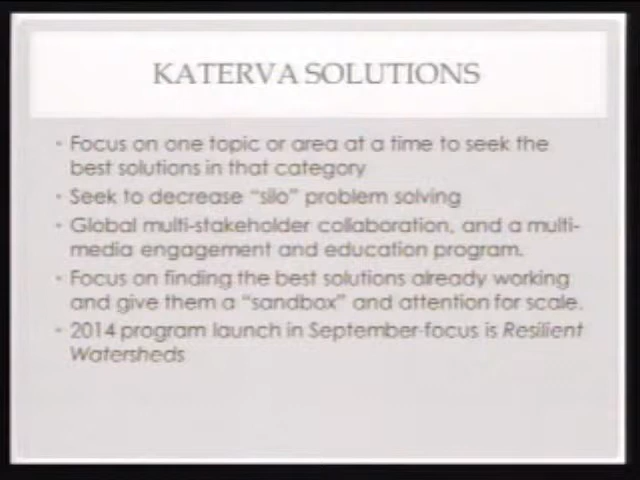 KATERVA SOLUTIONS
• Focus on one topic or area at a time to seek the
best solutions in that category
• Seek to decrease “silo” problem solving
• Global multi-stakeholder collaboration, and a multi-
media engagement and education program.
• Focus on finding the best solutions already working
and give them a “sandbox” and attention for scale.
• 2014 program launch in September-focus is Resilient
Watersheds